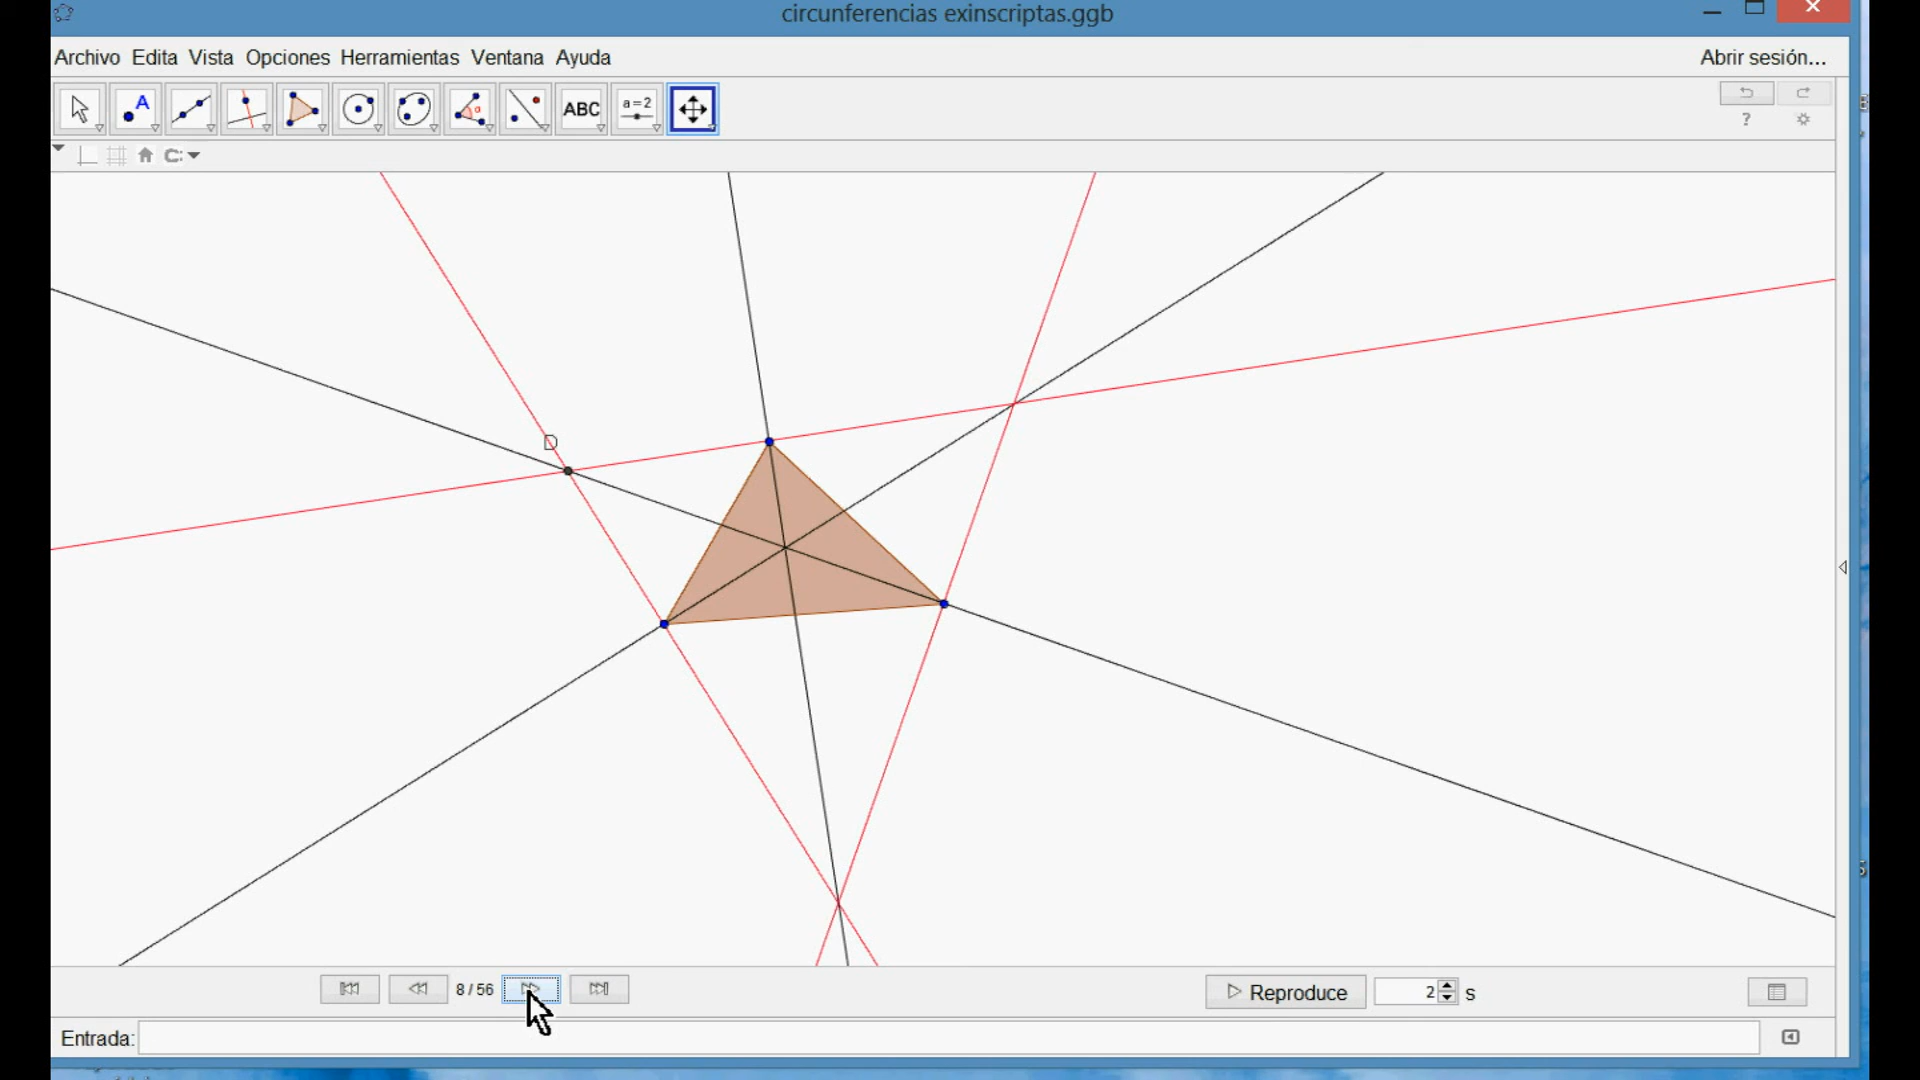 circunferencias exinscriptas.ggb
Archivo Edita Vista Opciones Herramientas Ventana Ayuda
Abrir sesión...
A
α
ABC
a=2
?
D
8 / 56
Reproduce
2 s
Entrada: